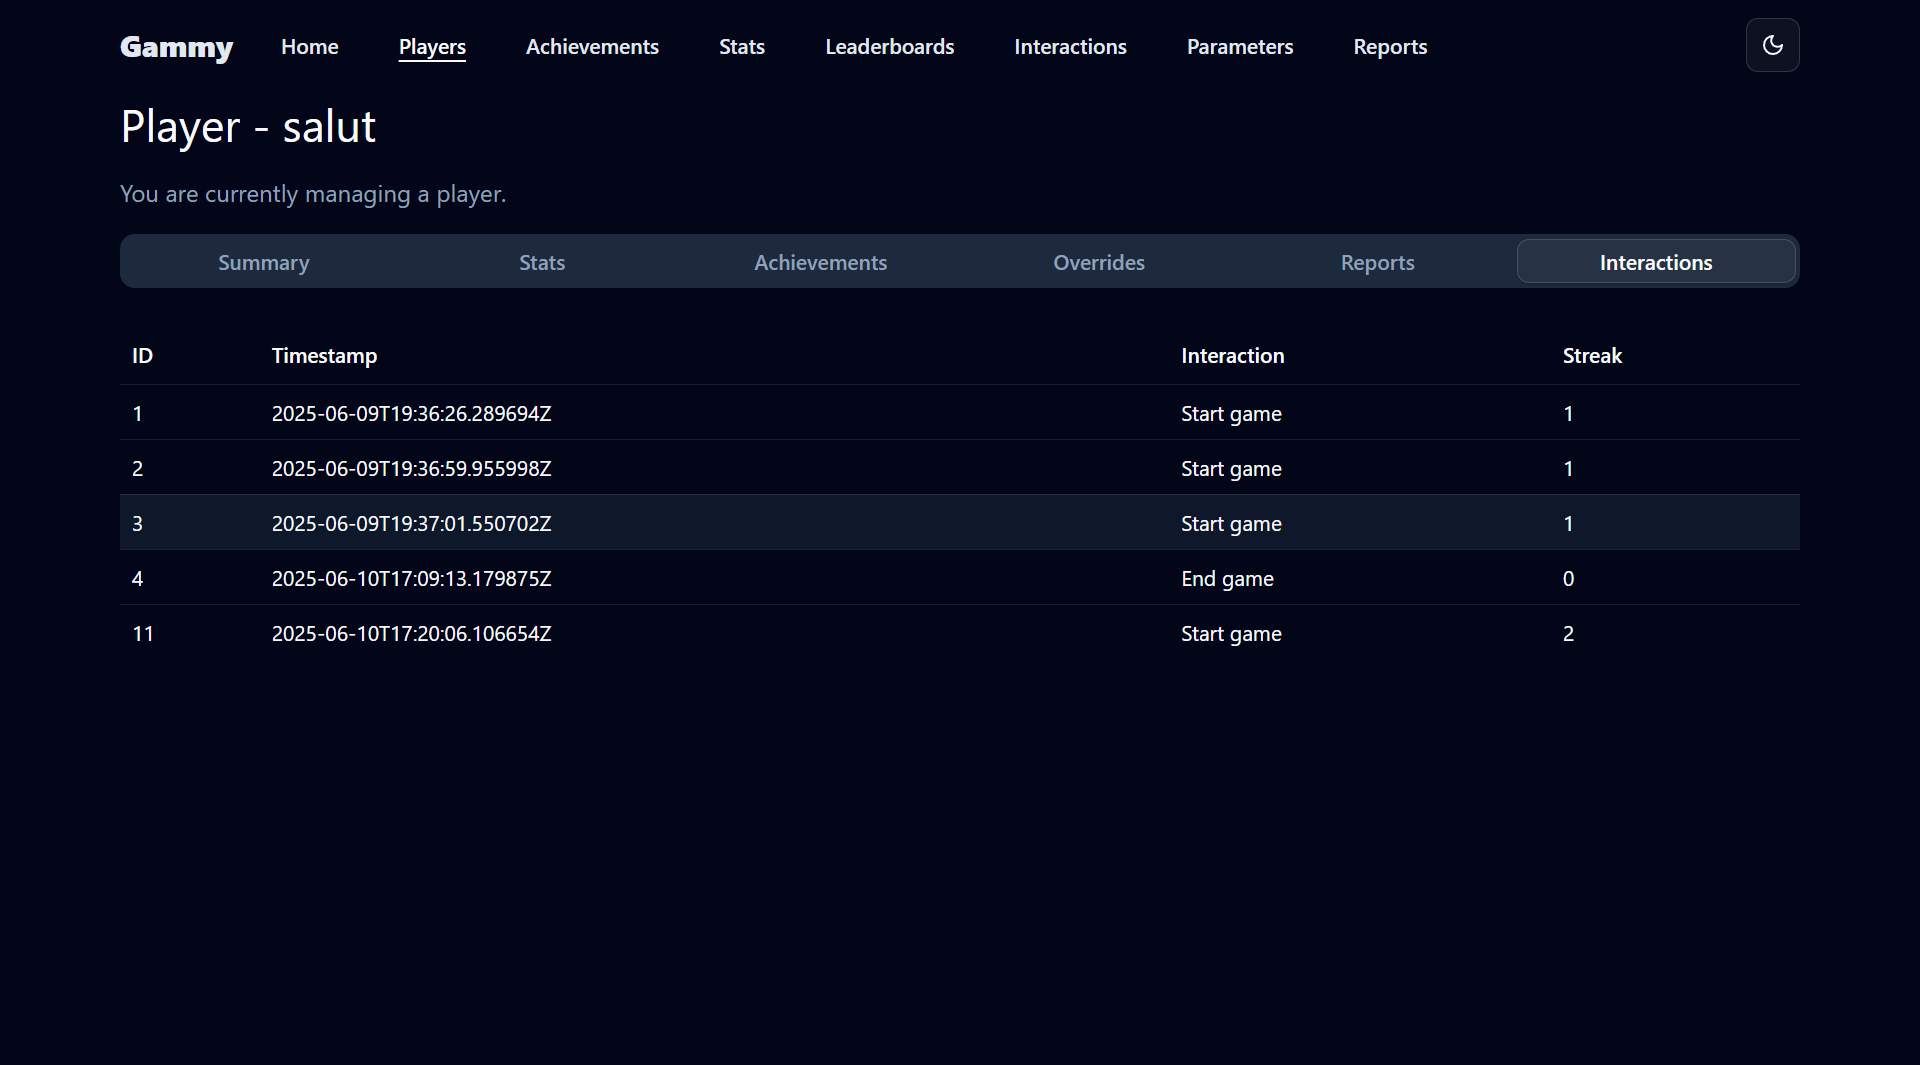 Gammy Home Players Achievements Stats Leaderboards Interactions Parameters Reports
Player - salut
You are currently managing a player.
Summary Stats Achievements Overrides Reports Interactions
ID Timestamp Interaction Streak
1 2025-06-09T19:36:26.289694Z Start game 1
2 2025-06-09T19:36:59.955998Z Start game 1
3 2025-06-09T19:37:01.550702Z Start game 1
4 2025-06-10T17:09:13.179875Z End game 0
11 2025-06-10T17:20:06.106654Z Start game 2